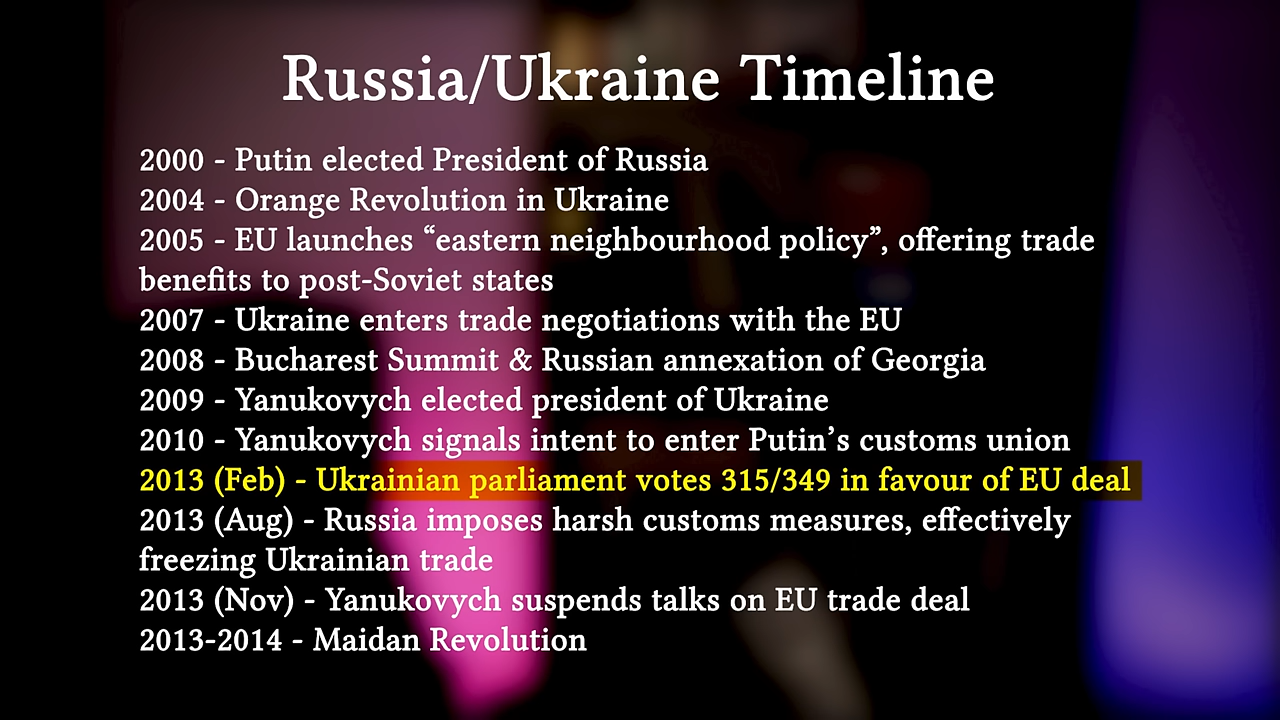 Russia/Ukraine Timeline
2000 - Putin elected President of Russia
2004 - Orange Revolution in Ukraine
2005 - EU launches “eastern neighbourhood policy”, offering trade
benefits to post-Soviet states
2007 - Ukraine enters trade negotiations with the EU
2008 - Bucharest Summit & Russian annexation of Georgia
2009 - Yanukovych elected president of Ukraine
2010 - Yanukovych signals intent to enter Putin’s customs union
2013 (Feb) - Ukrainian parliament votes 315/349 in favour of EU deal
2013 (Aug) - Russia imposes harsh customs measures, effectively
freezing Ukrainian trade
2013 (Nov) - Yanukovych suspends talks on EU trade deal
2013-2014 - Maidan Revolution